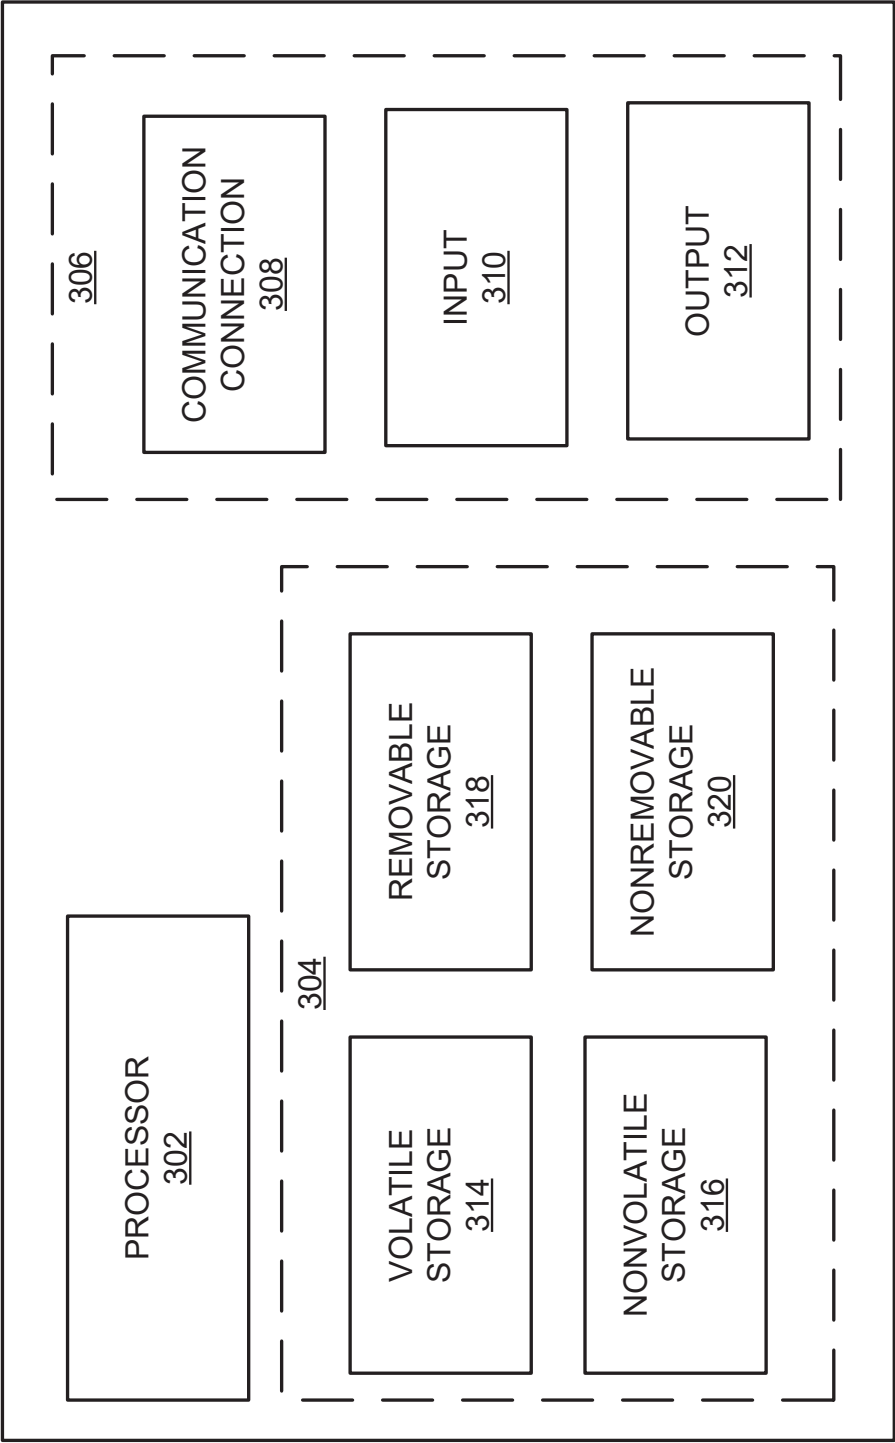 PROCESSOR
302
304
VOLATILE
STORAGE
314
REMOVABLE
STORAGE
318
NONVOLATILE
STORAGE
316
NONREMOVABLE
STORAGE
320
306
COMMUNICATION
CONNECTION
308
INPUT
310
OUTPUT
312